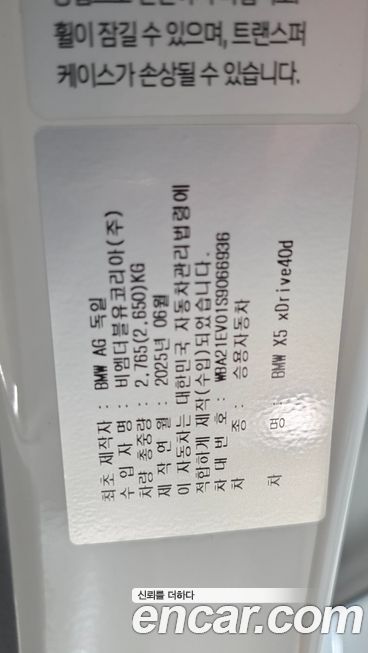 휠이 잠길 수 있으며, 트랜스퍼
케이스가 손상될 수 있습니다.
최초 제작자 : BMW AG 독일
수 입 자 명 : 비엠더블유코리아(주)
차량 총중량 : 2,765(2,650)KG
제 작 연 월 : 2025년 06월
이 자동차는 대한민국 자동차관리법령에
적합하게 제작(수입)되었습니다.
차 대 번 호 : WBA21EV01S9066936
차 종 : 승용자동차
차 명 : BMW X5 xDrive40d
신뢰를 더하다
encar.com